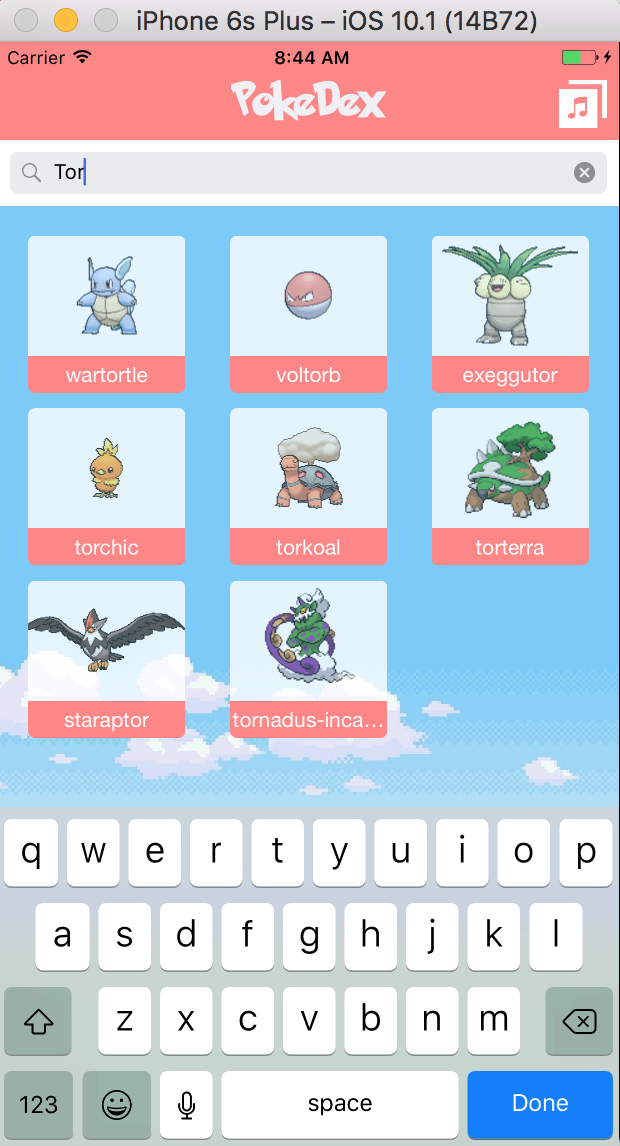 iPhone 6s Plus – iOS 10.1 (14B72)
Carrier 8:44 AM
PokeDex
Tor
wartortle voltorb exeggutor
torchic torkoal torterra
staraptor tornadus-inca...
q w e r t y u i o p
a s d f g h j k l
z x c v b n m
123 space Done